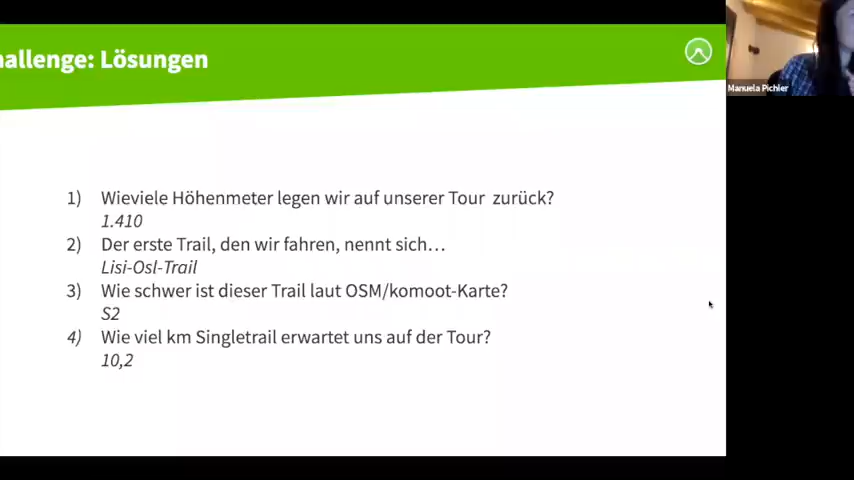 hallenge: Lösungen
Manuela Pichler
1) Wieviele Höhenmeter legen wir auf unserer Tour zurück?
1.410
2) Der erste Trail, den wir fahren, nennt sich…
Lisi-Osl-Trail
3) Wie schwer ist dieser Trail laut OSM/komoot-Karte?
S2
4) Wie viel km Singletrail erwartet uns auf der Tour?
10,2